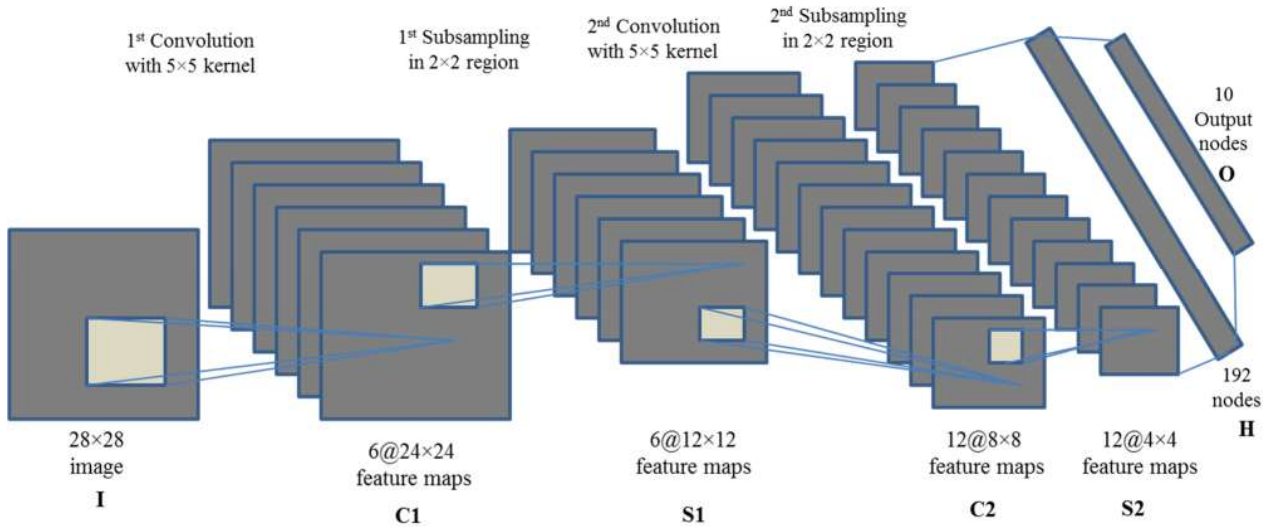 1st Convolution
with 5×5 kernel
1st Subsampling
in 2×2 region
2nd Convolution
with 5×5 kernel
2nd Subsampling
in 2×2 region
10
Output
nodes
O
192
nodes
H
28×28
image
I
6@24×24
feature maps
C1
6@12×12
feature maps
S1
12@8×8
feature maps
C2
12@4×4
feature maps
S2